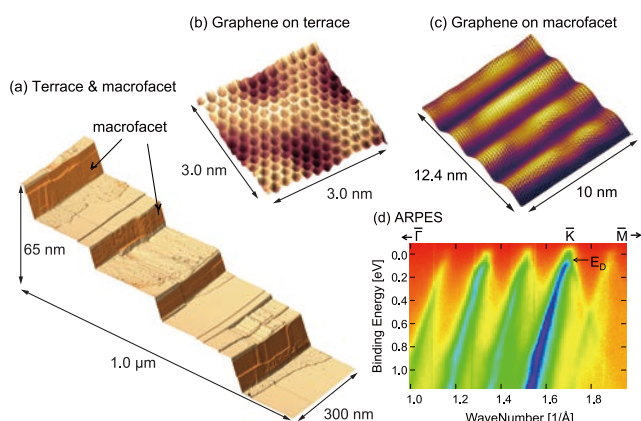 (b) Graphene on terrace
(c) Graphene on macrofacet
(a) Terrace & macrofacet
macrofacet
3.0 nm
3.0 nm
12.4 nm
10 nm
65 nm
1.0 µm
300 nm
(d) ARPES
Γ̅
K̅
M̅
E_D
Binding Energy [eV]
0.0
0.2
0.4
0.6
0.8
1.0
1.0
1.2
1.4
1.6
1.8
WaveNumber [1/Å]